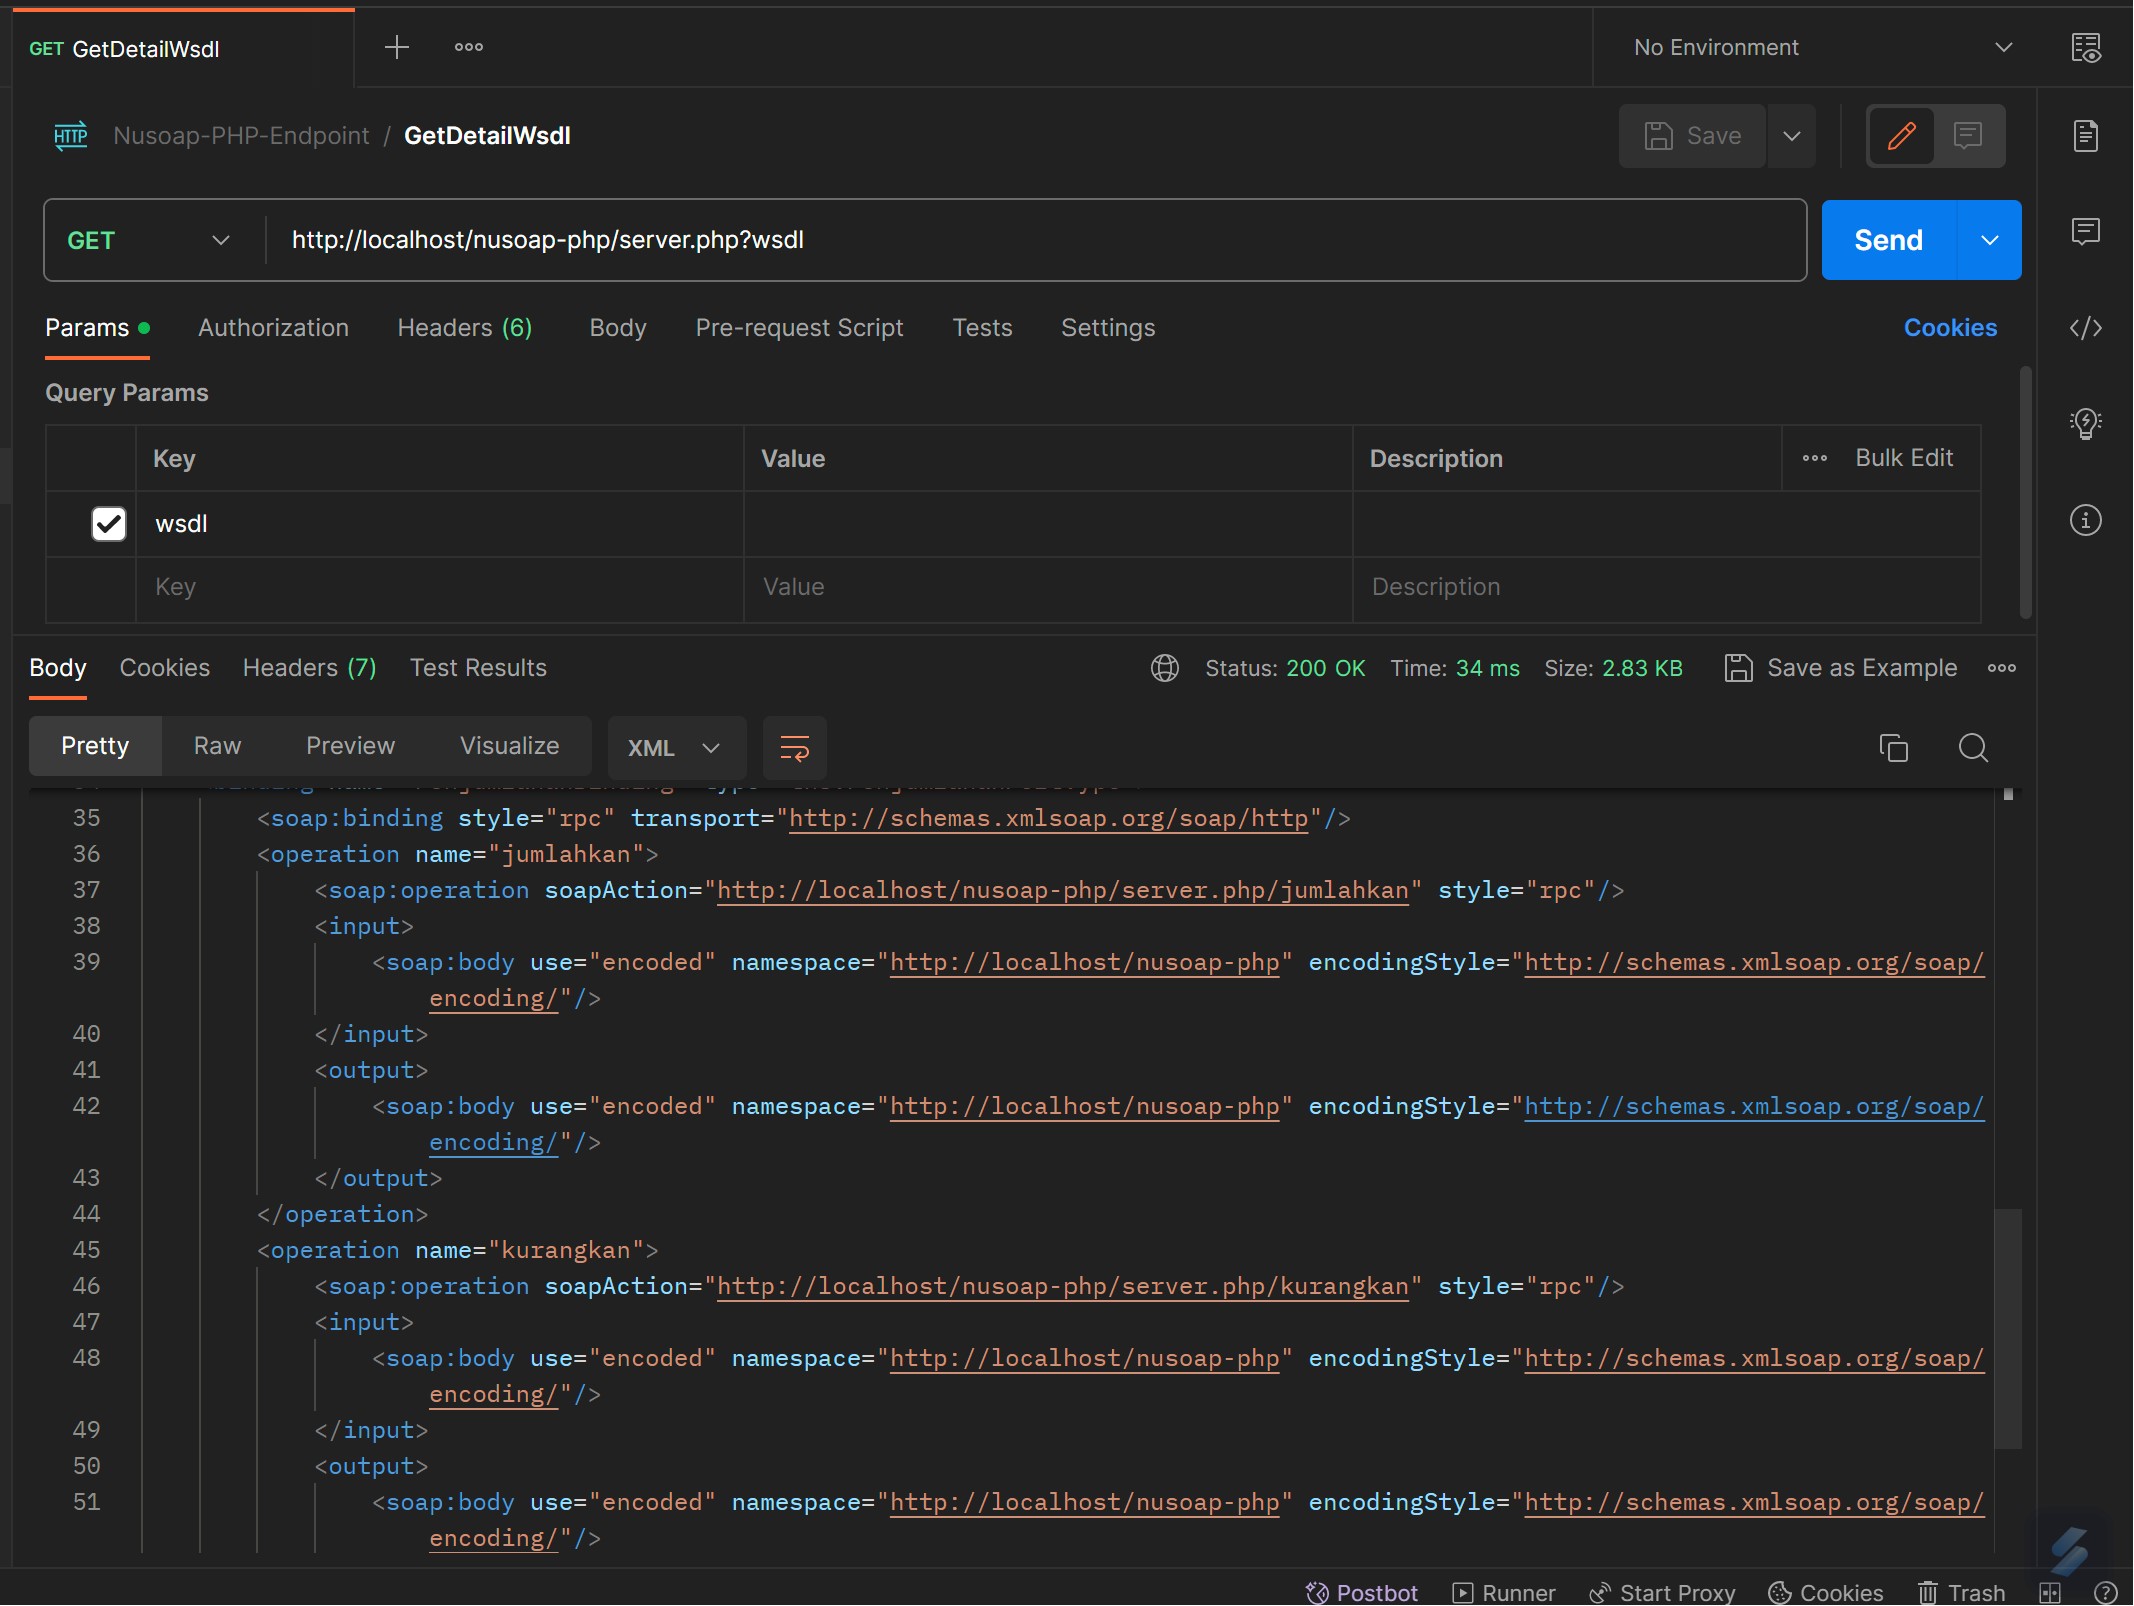 GET GetDetailWsdl
No Environment
HTTP Nusoap-PHP-Endpoint / GetDetailWsdl
Save
GET http://localhost/nusoap-php/server.php?wsdl
Send
Params Authorization Headers (6) Body Pre-request Script Tests Settings Cookies
Query Params
Key Value Description Bulk Edit
wsdl
Key Value Description
Body Cookies Headers (7) Test Results Status: 200 OK Time: 34 ms Size: 2.83 KB Save as Example
Pretty Raw Preview Visualize XML
35 <soap:binding style="rpc" transport="http://schemas.xmlsoap.org/soap/http"/>
36 <operation name="jumlahkan">
37 <soap:operation soapAction="http://localhost/nusoap-php/server.php/jumlahkan" style="rpc"/>
38 <input>
39 <soap:body use="encoded" namespace="http://localhost/nusoap-php" encodingStyle="http://schemas.xmlsoap.org/soap/
encoding/"/>
40 </input>
41 <output>
42 <soap:body use="encoded" namespace="http://localhost/nusoap-php" encodingStyle="http://schemas.xmlsoap.org/soap/
encoding/"/>
43 </output>
44 </operation>
45 <operation name="kurangkan">
46 <soap:operation soapAction="http://localhost/nusoap-php/server.php/kurangkan" style="rpc"/>
47 <input>
48 <soap:body use="encoded" namespace="http://localhost/nusoap-php" encodingStyle="http://schemas.xmlsoap.org/soap/
encoding/"/>
49 </input>
50 <output>
51 <soap:body use="encoded" namespace="http://localhost/nusoap-php" encodingStyle="http://schemas.xmlsoap.org/soap/
encoding/"/>
Postbot Runner Start Proxy Cookies Trash